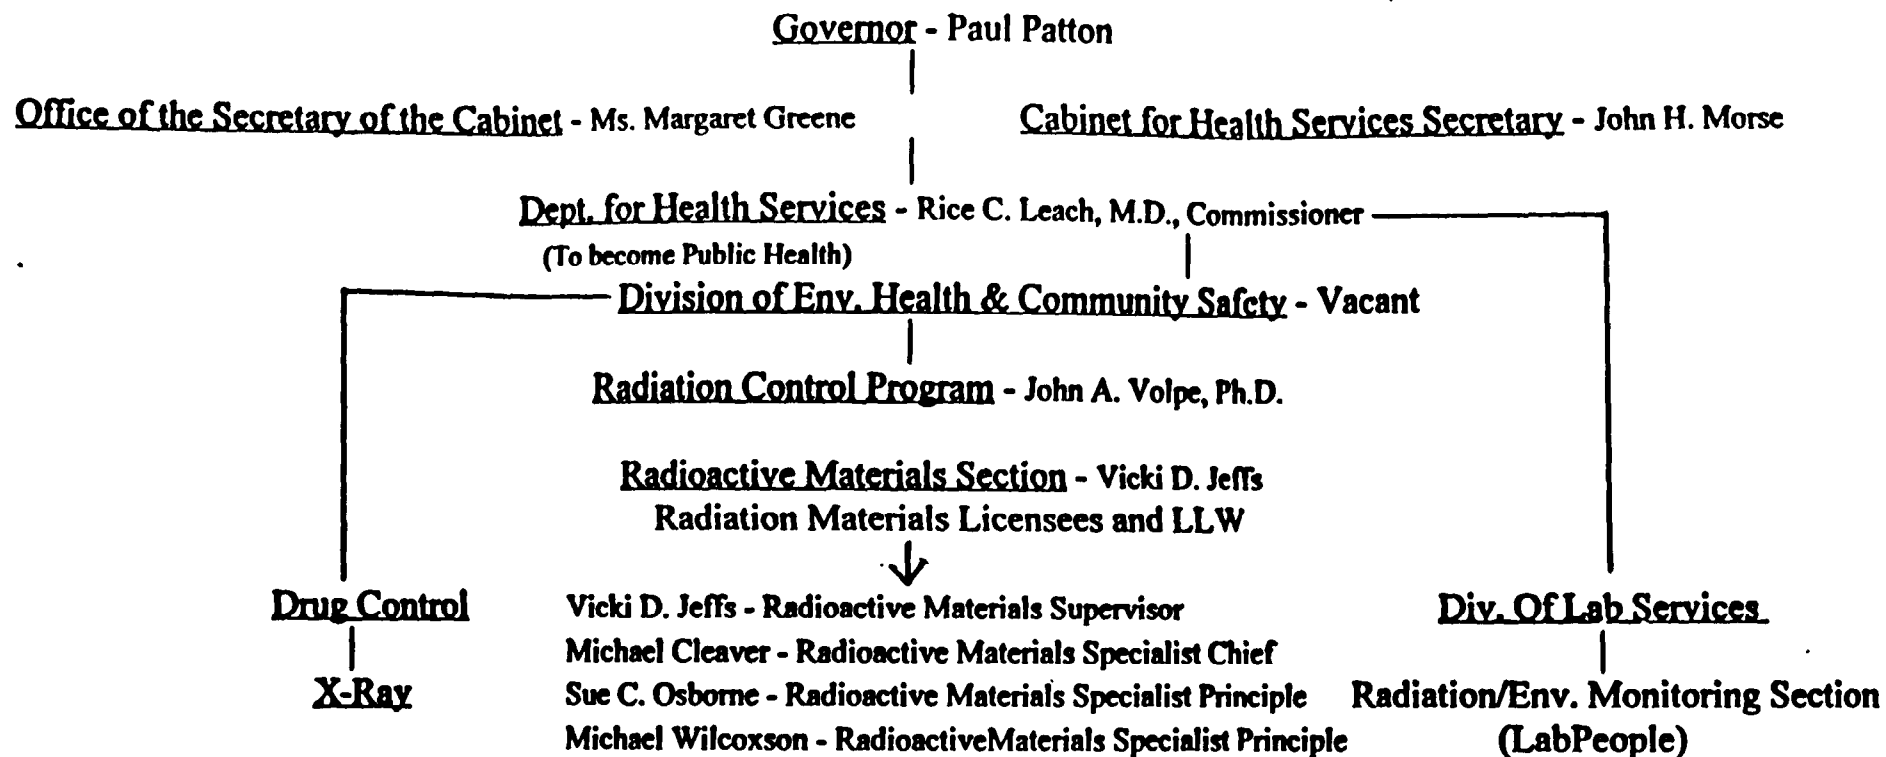 Governor - Paul Patton
Office of the Secretary of the Cabinet - Ms. Margaret Greene
Cabinet for Health Services Secretary - John H. Morse
Dept. for Health Services - Rice C. Leach, M.D., Commissioner
(To become Public Health)
Division of Env. Health & Community Safety - Vacant
Radiation Control Program - John A. Volpe, Ph.D.
Radioactive Materials Section - Vicki D. Jeffs
Radiation Materials Licensees and LLW
Drug Control
X-Ray
Vicki D. Jeffs - Radioactive Materials Supervisor
Michael Cleaver - Radioactive Materials Specialist Chief
Sue C. Osborne - Radioactive Materials Specialist Principle
Michael Wilcoxson - RadioactiveMaterials Specialist Principle
Div. Of Lab Services
Radiation/Env. Monitoring Section
(LabPeople)